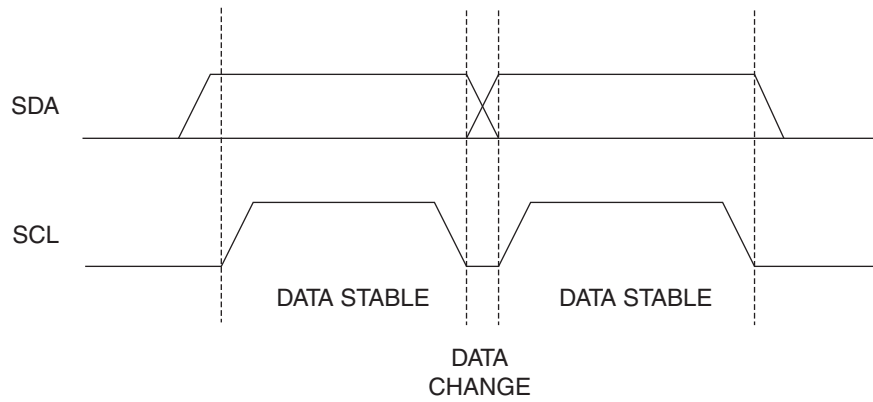 SDA
SCL
DATA STABLE
DATA STABLE
DATA
CHANGE